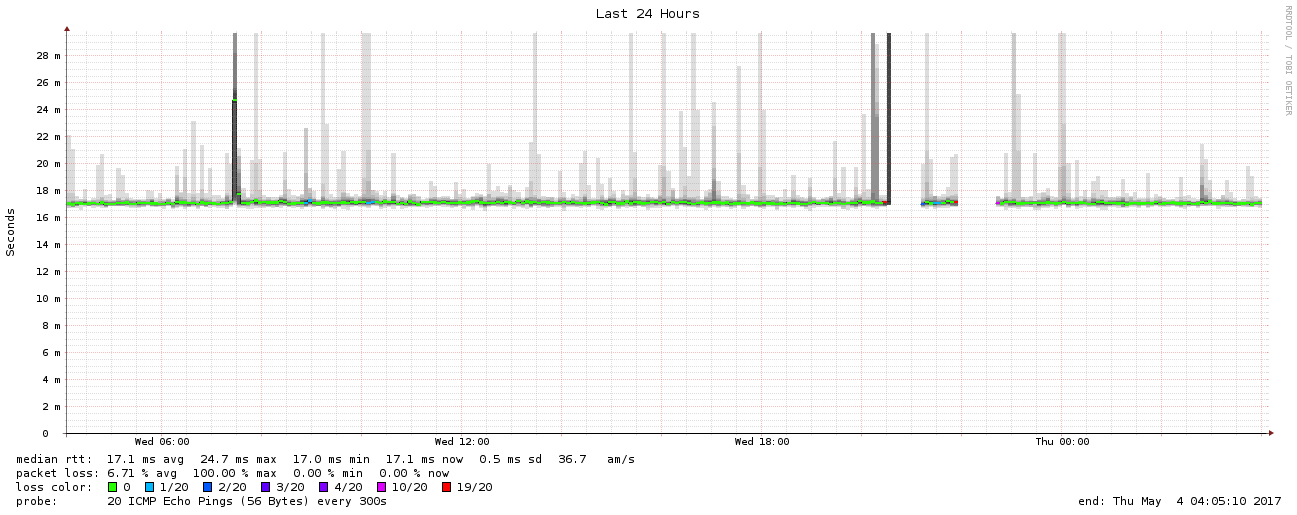 Last 24 Hours
RRDTOOL / TOBI OETIKER
28 m
26 m
24 m
22 m
20 m
18 m
16 m
14 m
12 m
10 m
8 m
6 m
4 m
2 m
0
Seconds
Wed 06:00 Wed 12:00 Wed 18:00 Thu 00:00
median rtt: 17.1 ms avg 24.7 ms max 17.0 ms min 17.1 ms now 0.5 ms sd 36.7 am/s
packet loss: 6.71 % avg 100.00 % max 0.00 % min 0.00 % now
loss color: 0 1/20 2/20 3/20 4/20 10/20 19/20
probe: 20 ICMP Echo Pings (56 Bytes) every 300s end: Thu May 4 04:05:10 2017